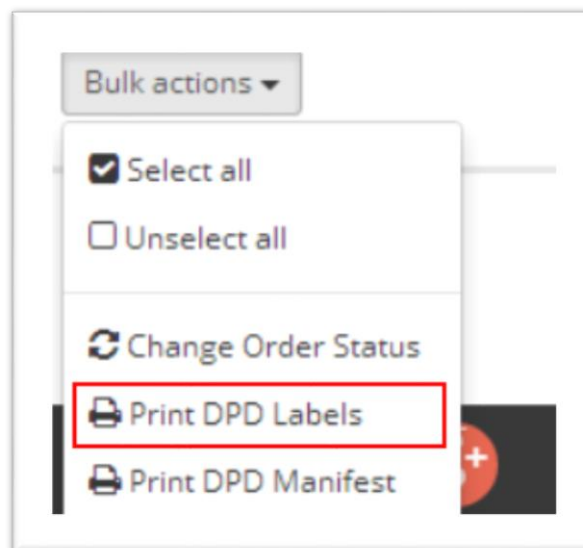 Bulk actions
Select all
Unselect all
Change Order Status
Print DPD Labels
Print DPD Manifest